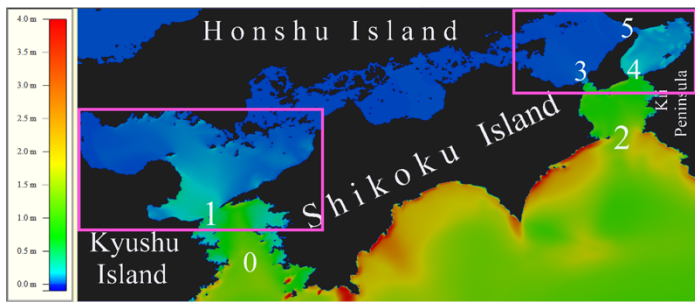 4.0 m
3.5 m
3.0 m
2.5 m
2.0 m
1.5 m
1.0 m
0.5 m
0.0 m
Honshu Island
5
3
4
Kii
Peninsula
2
Shikoku Island
1
Kyushu
Island
0